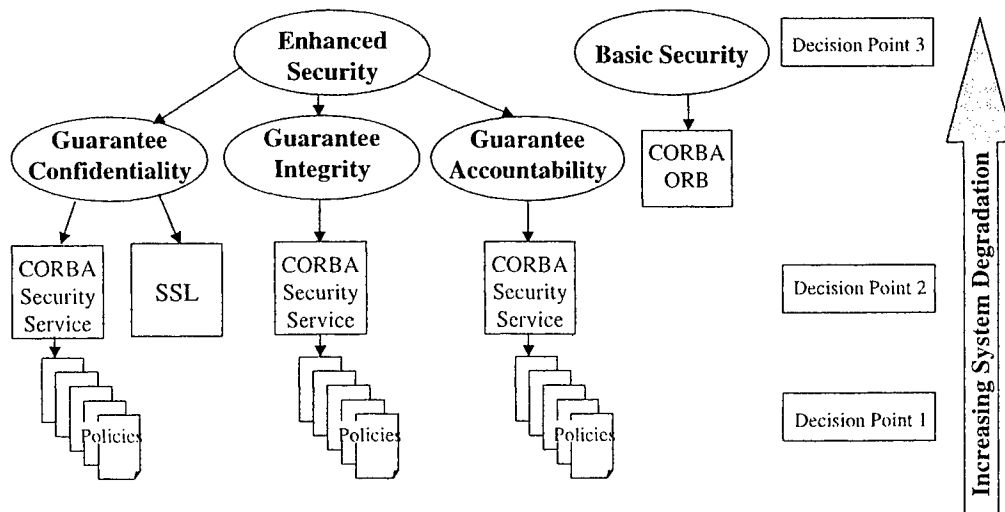 Enhanced
Security
Basic Security
Decision Point 3
Guarantee
Confidentiality
Guarantee
Integrity
Guarantee
Accountability
CORBA
ORB
CORBA
Security
Service
SSL
CORBA
Security
Service
CORBA
Security
Service
Decision Point 2
Policies
Policies
Policies
Decision Point 1
Increasing System Degradation